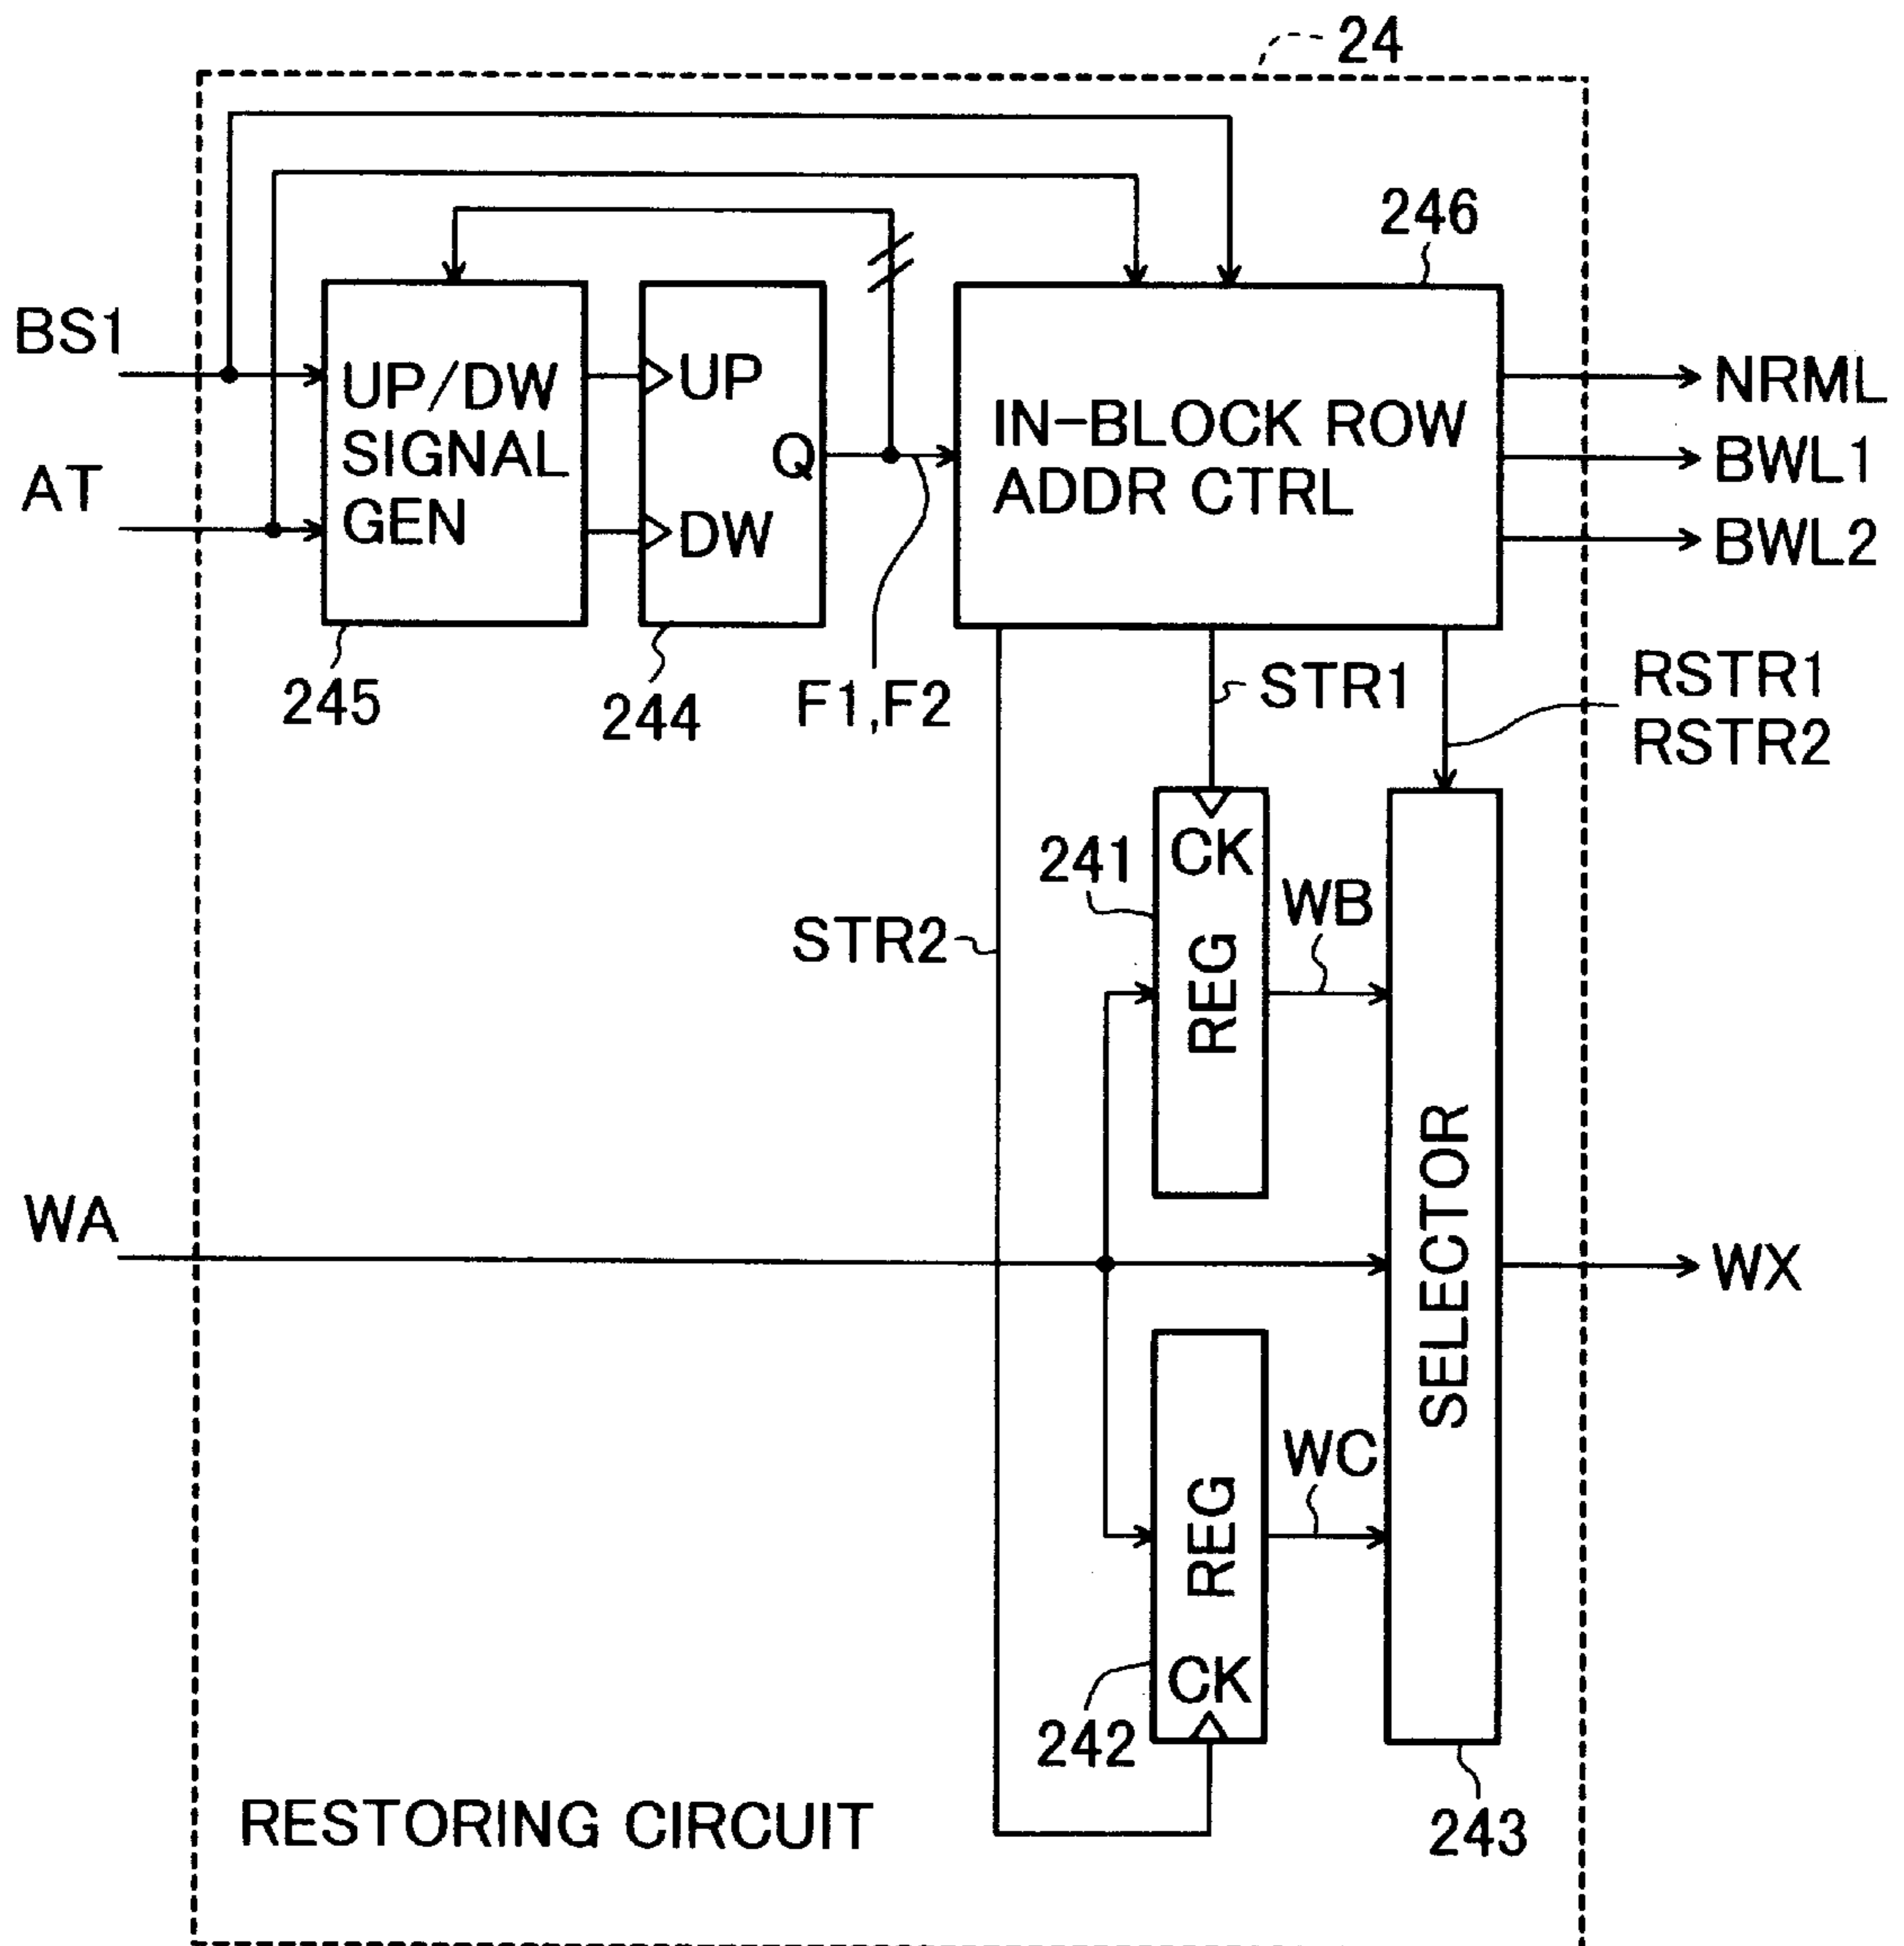 24
246
BS1
UP/DW
SIGNAL
GEN
UP
Q
DW
IN-BLOCK ROW
ADDR CTRL
NRML
BWL1
BWL2
AT
245
244
F1,F2
STR1
RSTR1
RSTR2
241
CK
REG
WB
STR2
SELECTOR
WA
WX
REG
CK
WC
242
243
RESTORING CIRCUIT